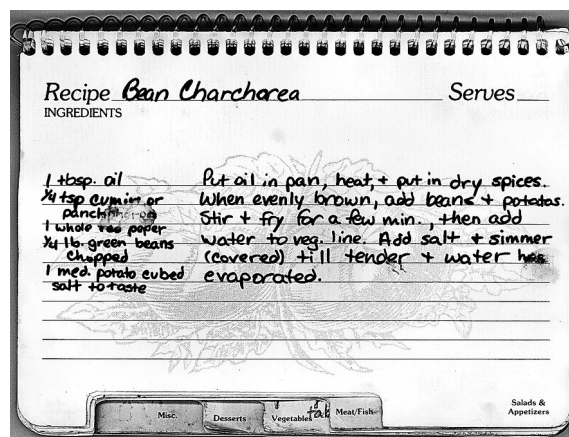 Recipe Bean Charchorea Serves
INGREDIENTS
1 tbsp. oil
1/4 tsp cumin or
panchphoron
1 whole red peper
1/4 lb. green beans
chopped
1 med. potato cubed
salt to taste
Put oil in pan, heat, + put in dry spices.
When evenly brown, add beans + potatos.
Stir + fry for a few min., then add
water to veg. line. Add salt + simmer
(covered) till tender + water has
evaporated.
Misc.
Desserts
Vegetables
Meat/Fish
Salads &
Appetizers